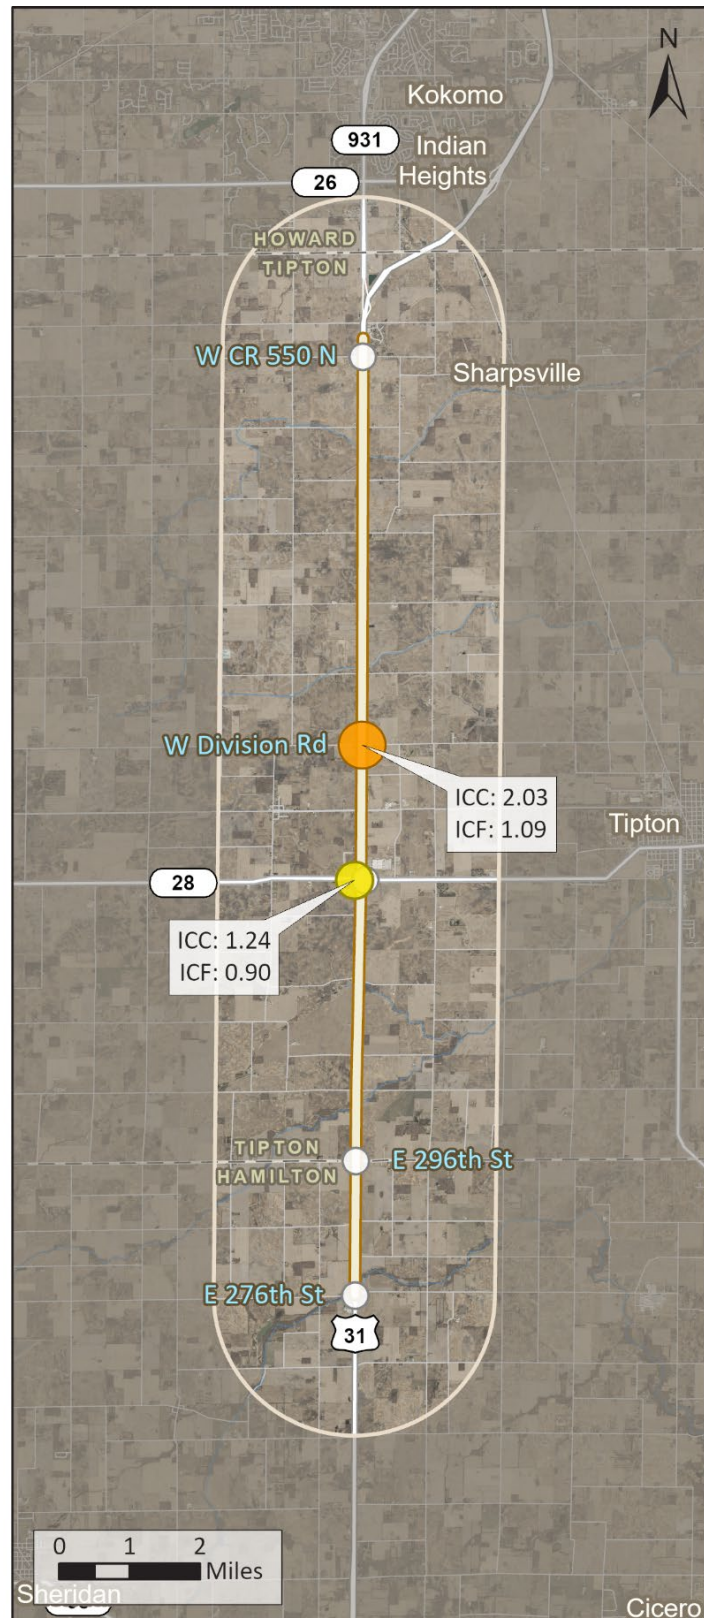 N
Kokomo
931
Indian
Heights
26
HOWARD
TIPTON
W CR 550 N
Sharpsville
W Division Rd
ICC: 2.03
ICF: 1.09
Tipton
28
ICC: 1.24
ICF: 0.90
TIPTON
HAMILTON
E 296th St
E 276th St
31
0 1 2
Miles
Sheridan
Cicero